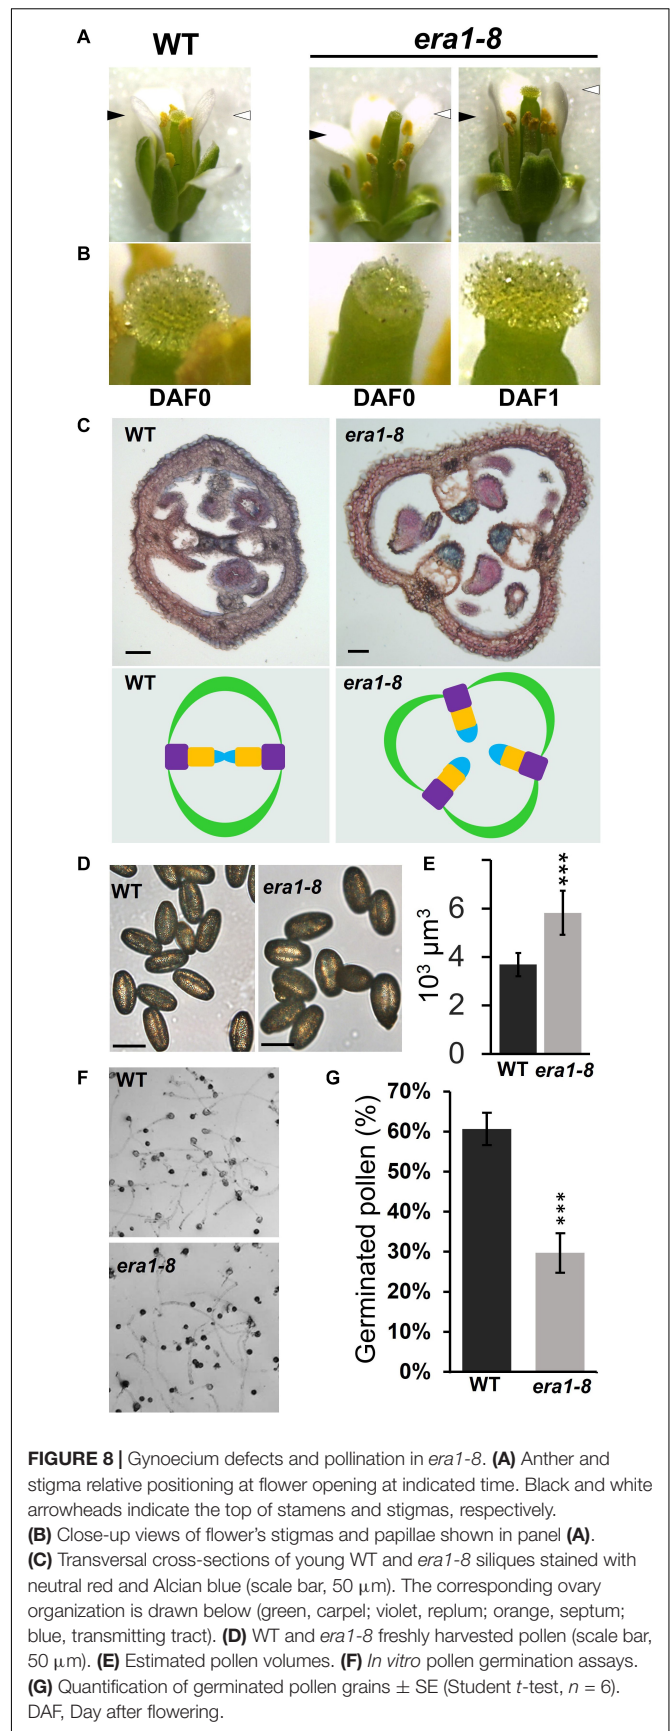 A
WT
era1-8
B
DAF0
DAF0
DAF1
C
WT
era1-8
WT
era1-8
D
WT
era1-8
E
10³ µm³
6
4
2
0
***
WT era1-8
F
WT
era1-8
G
Germinated pollen (%)
70%
60%
50%
40%
30%
20%
10%
0%
***
WT
era1-8
FIGURE 8 | Gynoecium defects and pollination in era1-8. (A) Anther and
stigma relative positioning at flower opening at indicated time. Black and white
arrowheads indicate the top of stamens and stigmas, respectively.
(B) Close-up views of flower's stigmas and papillae shown in panel (A).
(C) Transversal cross-sections of young WT and era1-8 siliques stained with
neutral red and Alcian blue (scale bar, 50 µm). The corresponding ovary
organization is drawn below (green, carpel; violet, replum; orange, septum;
blue, transmitting tract). (D) WT and era1-8 freshly harvested pollen (scale bar,
50 µm). (E) Estimated pollen volumes. (F) In vitro pollen germination assays.
(G) Quantification of germinated pollen grains ± SE (Student t-test, n = 6).
DAF, Day after flowering.